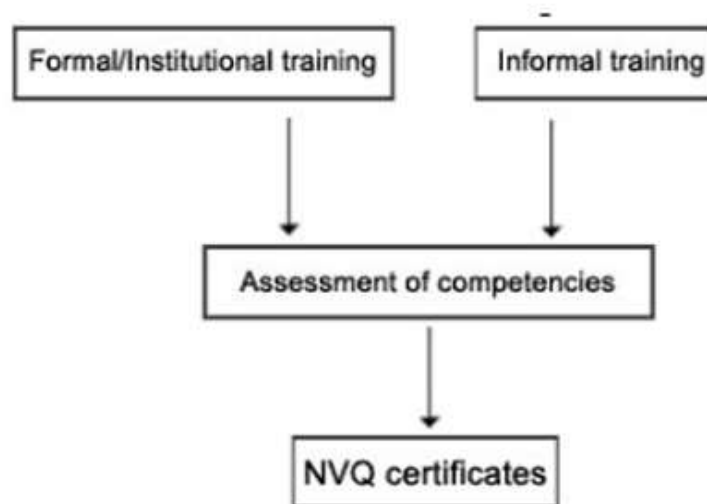 Formal/Institutional training
Informal training
Assessment of competencies
NVQ certificates